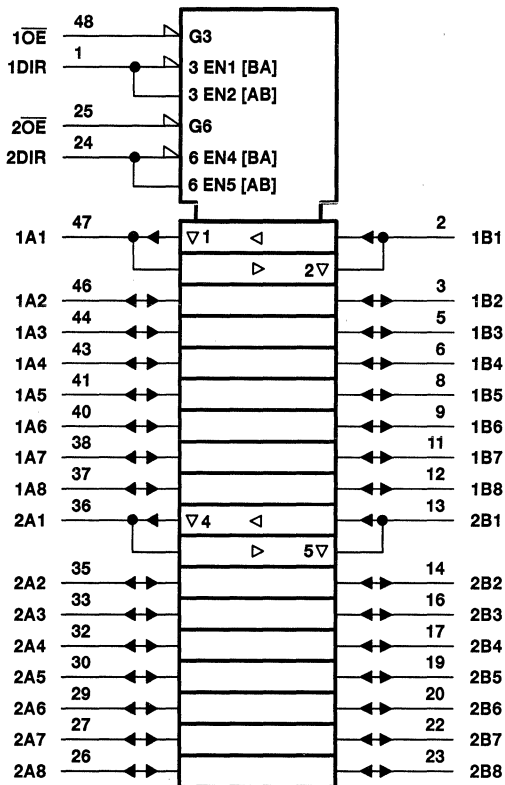 1O̅E̅ 48 G3
1DIR 1 3 EN1 [BA]
3 EN2 [AB]
2O̅E̅ 25 G6
2DIR 24 6 EN4 [BA]
6 EN5 [AB]
1A1 47 ▽1 ◁ 2 1B1
▷ 2▽
1A2 46 3 1B2
1A3 44 5 1B3
1A4 43 6 1B4
1A5 41 8 1B5
1A6 40 9 1B6
1A7 38 11 1B7
1A8 37 12 1B8
2A1 36 ▽4 ◁ 13 2B1
▷ 5▽
2A2 35 14 2B2
2A3 33 16 2B3
2A4 32 17 2B4
2A5 30 19 2B5
2A6 29 20 2B6
2A7 27 22 2B7
2A8 26 23 2B8